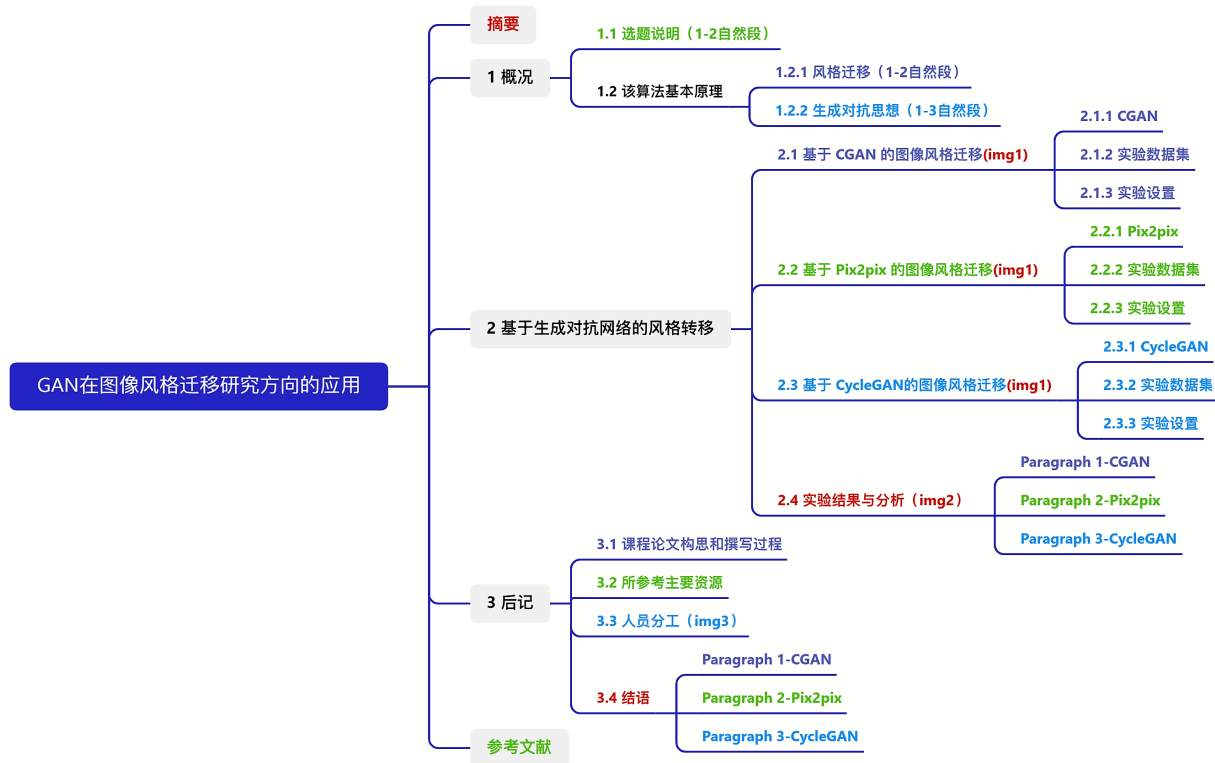 摘要
1 概况
1.1 选题说明（1-2自然段）
1.2 该算法基本原理
1.2.1 风格迁移（1-2自然段）
1.2.2 生成对抗思想（1-3自然段）
GAN在图像风格迁移研究方向的应用
2 基于生成对抗网络的风格转移
2.1 基于 CGAN 的图像风格迁移(img1)
2.1.1 CGAN
2.1.2 实验数据集
2.1.3 实验设置
2.2 基于 Pix2pix 的图像风格迁移(img1)
2.2.1 Pix2pix
2.2.2 实验数据集
2.2.3 实验设置
2.3 基于 CycleGAN的图像风格迁移(img1)
2.3.1 CycleGAN
2.3.2 实验数据集
2.3.3 实验设置
2.4 实验结果与分析（img2）
Paragraph 1-CGAN
Paragraph 2-Pix2pix
Paragraph 3-CycleGAN
3 后记
3.1 课程论文构思和撰写过程
3.2 所参考主要资源
3.3 人员分工（img3）
3.4 结语
Paragraph 1-CGAN
Paragraph 2-Pix2pix
Paragraph 3-CycleGAN
参考文献